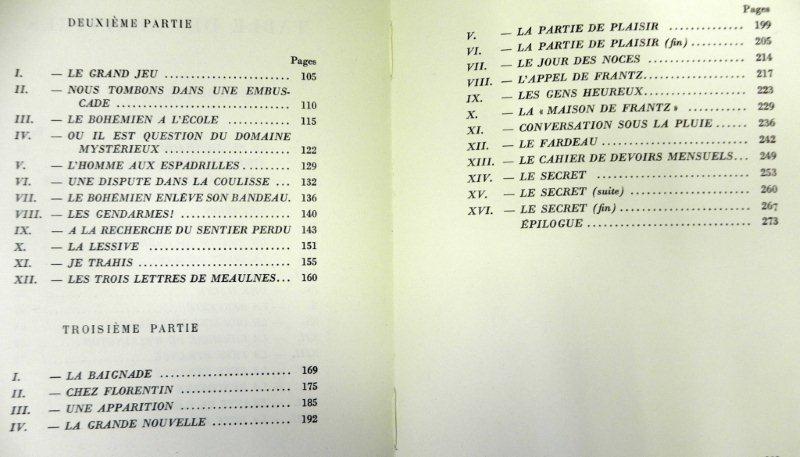 DEUXIÈME PARTIE
Pages
I. — LE GRAND JEU ........................ 105
II. — NOUS TOMBONS DANS UNE EMBUS-
CADE ................................ 110
III. — LE BOHÉMIEN A L'ÉCOLE ............ 115
IV. — OU IL EST QUESTION DU DOMAINE
MYSTÉRIEUX ........................ 122
V. — L'HOMME AUX ESPADRILLES ......... 129
VI. — UNE DISPUTE DANS LA COULISSE ... 132
VII. — LE BOHÉMIEN ENLÈVE SON BANDEAU. 136
VIII. — LES GENDARMES! ................... 140
IX. — A LA RECHERCHE DU SENTIER PERDU 143
X. — LA LESSIVE ........................ 151
XI. — JE TRAHIS ......................... 155
XII. — LES TROIS LETTRES DE MEAULNES... 160
TROISIÈME PARTIE
I. — LA BAIGNADE ...................... 169
II. — CHEZ FLORENTIN .................. 175
III. — UNE APPARITION .................. 185
IV. — LA GRANDE NOUVELLE ............. 192
Pages
V. — LA PARTIE DE PLAISIR ............. 199
VI. — LA PARTIE DE PLAISIR (fin) ........ 205
VII. — LE JOUR DES NOCES ............... 214
VIII. — L'APPEL DE FRANTZ............... 217
IX. — LES GENS HEUREUX................ 223
X. — LA « MAISON DE FRANTZ » .......... 229
XI. — CONVERSATION SOUS LA PLUIE ..... 236
XII. — LE FARDEAU ...................... 242
XIII. — LE CAHIER DE DEVOIRS MENSUELS... 249
XIV. — LE SECRET ....................... 253
XV. — LE SECRET (suite) ................. 260
XVI. — LE SECRET (fin) ................... 267
ÉPILOGUE ......................... 273